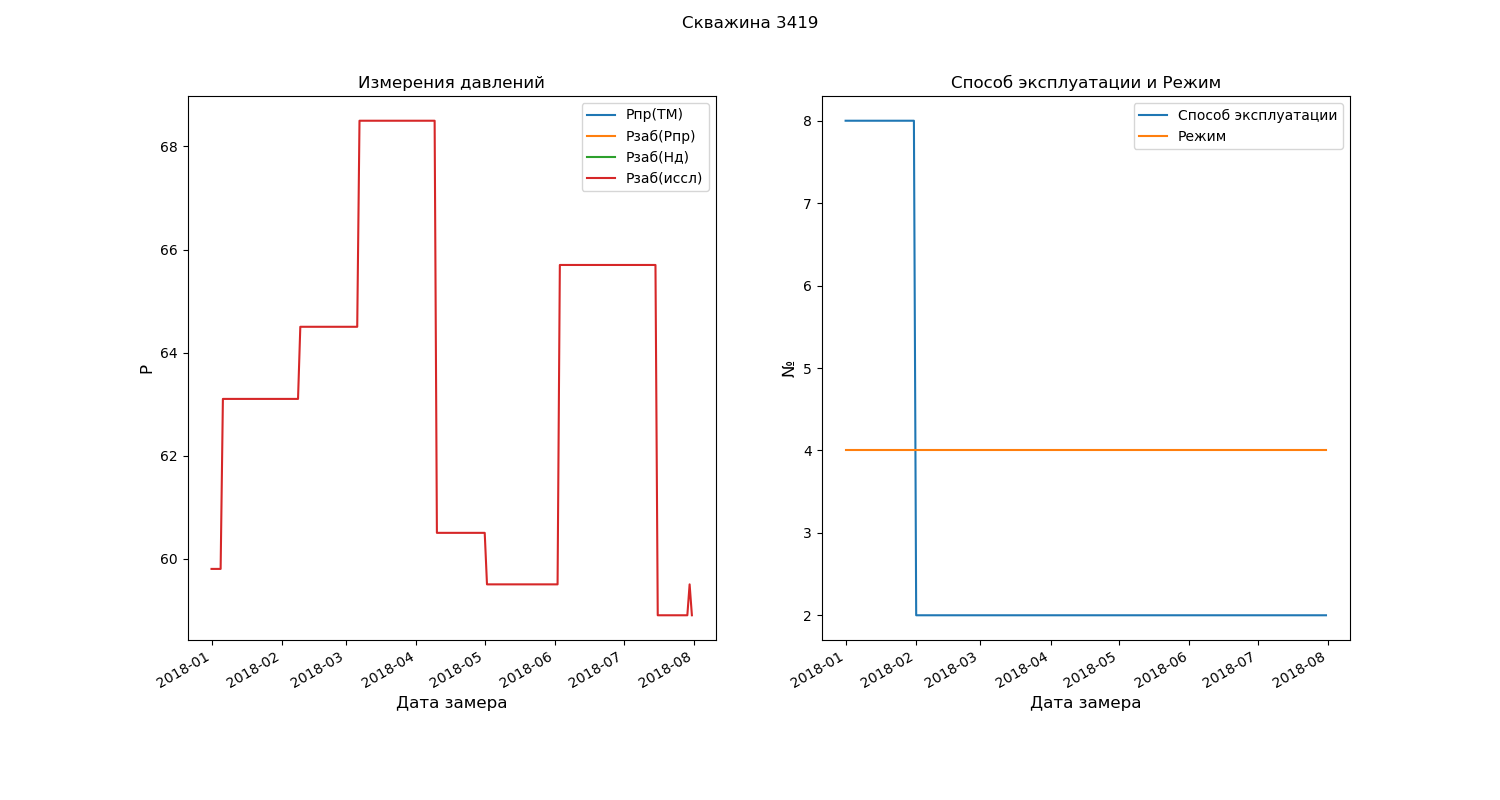 Скважина 3419
Измерения давлений
Рпр(ТМ)
Рзаб(Рпр)
Рзаб(Нд)
Рзаб(иссл)
68
66
64
62
60
Р
2018-01
2018-02
2018-03
2018-04
2018-05
2018-06
2018-07
2018-08
Дата замера
Способ эксплуатации и Режим
Способ эксплуатации
Режим
8
7
6
5
4
3
2
№
2018-01
2018-02
2018-03
2018-04
2018-05
2018-06
2018-07
2018-08
Дата замера